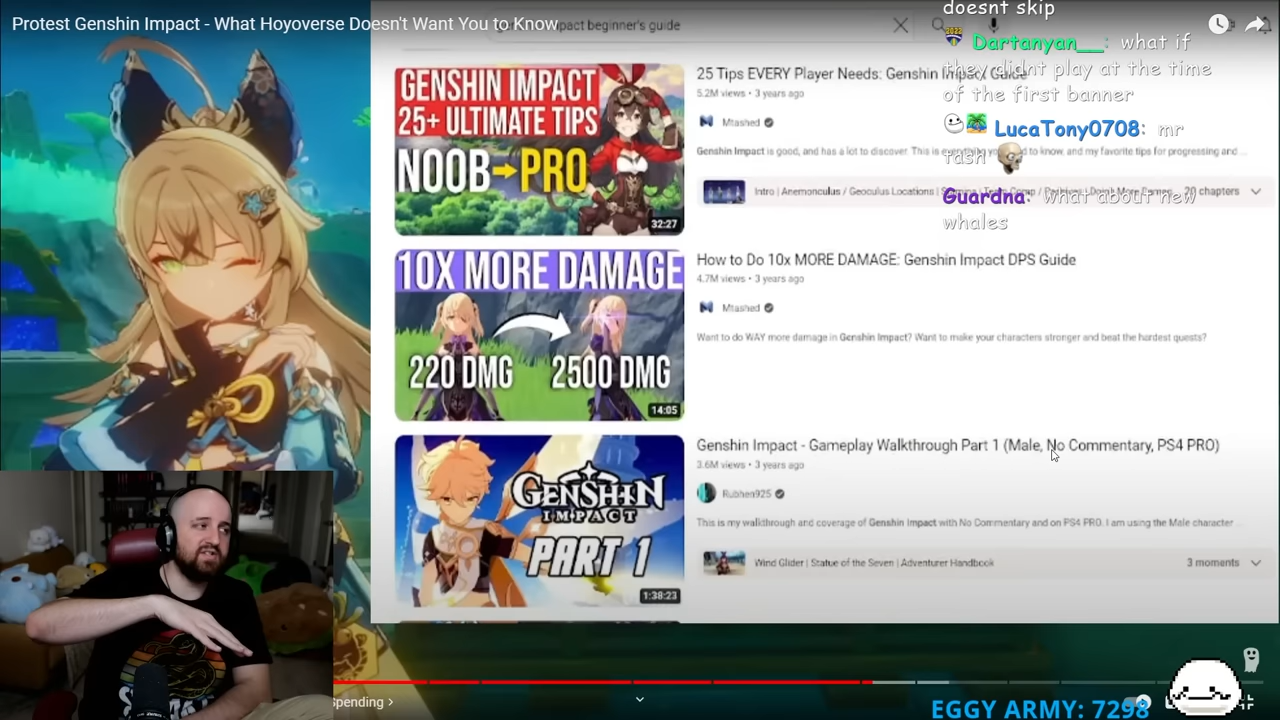 Protest Genshin Impact - What Hoyoverse Doesn't Want You to Know
impact beginner's guide
doesnt skip
Dartanyan__: what if
they didnt play at the time
of the first banner
LucaTony0708: mr
Guardna: what about new
whales
GENSHIN IMPACT
25+ ULTIMATE TIPS
NOOB→PRO
32:27
25 Tips EVERY Player Needs: Genshin Impact Guide
5.2M views • 3 years ago
Mtashed
Genshin Impact is good, and has a lot to discover. This is everything you need to know, and my favorite tips for progressing and ...
Intro | Anemonculus / Geoculus Locations |
20 chapters
10X MORE DAMAGE
220 DMG
2500 DMG
14:05
How to Do 10x MORE DAMAGE: Genshin Impact DPS Guide
4.7M views • 3 years ago
Mtashed
Want to do WAY more damage in Genshin Impact? Want to make your characters stronger and beat the hardest quests?
GENSHIN
IMPACT
PART 1
1:38:23
Genshin Impact - Gameplay Walkthrough Part 1 (Male, No Commentary, PS4 PRO)
3.6M views • 3 years ago
Rubhen925
This is my walkthrough and coverage of Genshin Impact with No Commentary and on PS4 PRO. I am using the Male character ...
Wind Glider | Statue of the Seven | Adventurer Handbook
3 moments
Spending >
EGGY ARMY: 7298